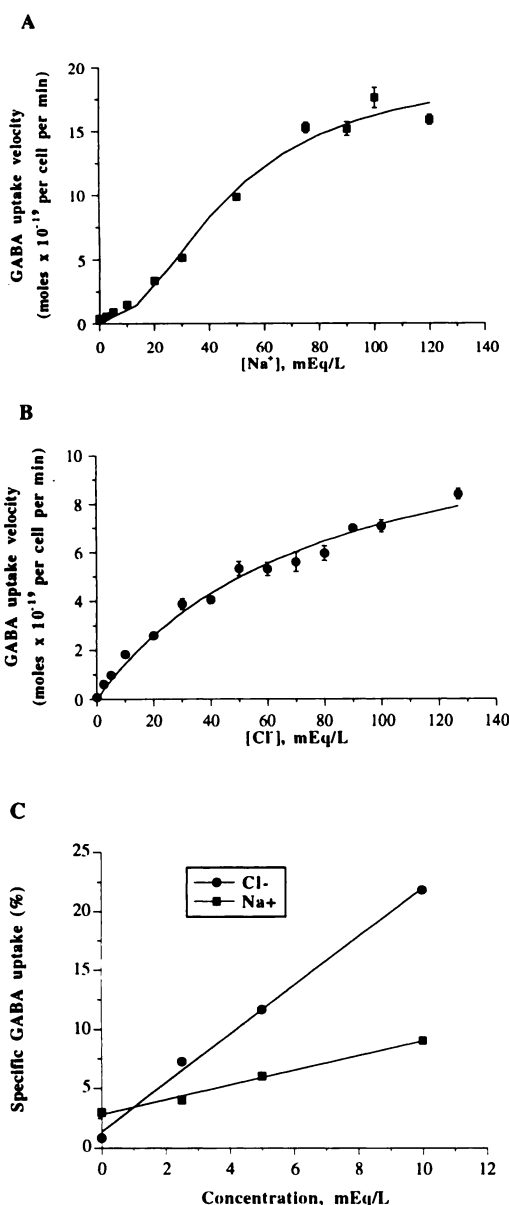 A
GABA uptake velocity
(moles x 10⁻¹⁹ per cell per min)
20
15
10
5
0
0 20 40 60 80 100 120 140
[Na⁺], mEq/L
B
GABA uptake velocity
(moles x 10⁻¹⁹ per cell per min)
10
8
6
4
2
0
0 20 40 60 80 100 120 140
[Cl⁻], mEq/L
C
Specific GABA uptake (%)
25
20
15
10
5
0
Cl-
Na+
0 2 4 6 8 10 12
Concentration, mEq/L